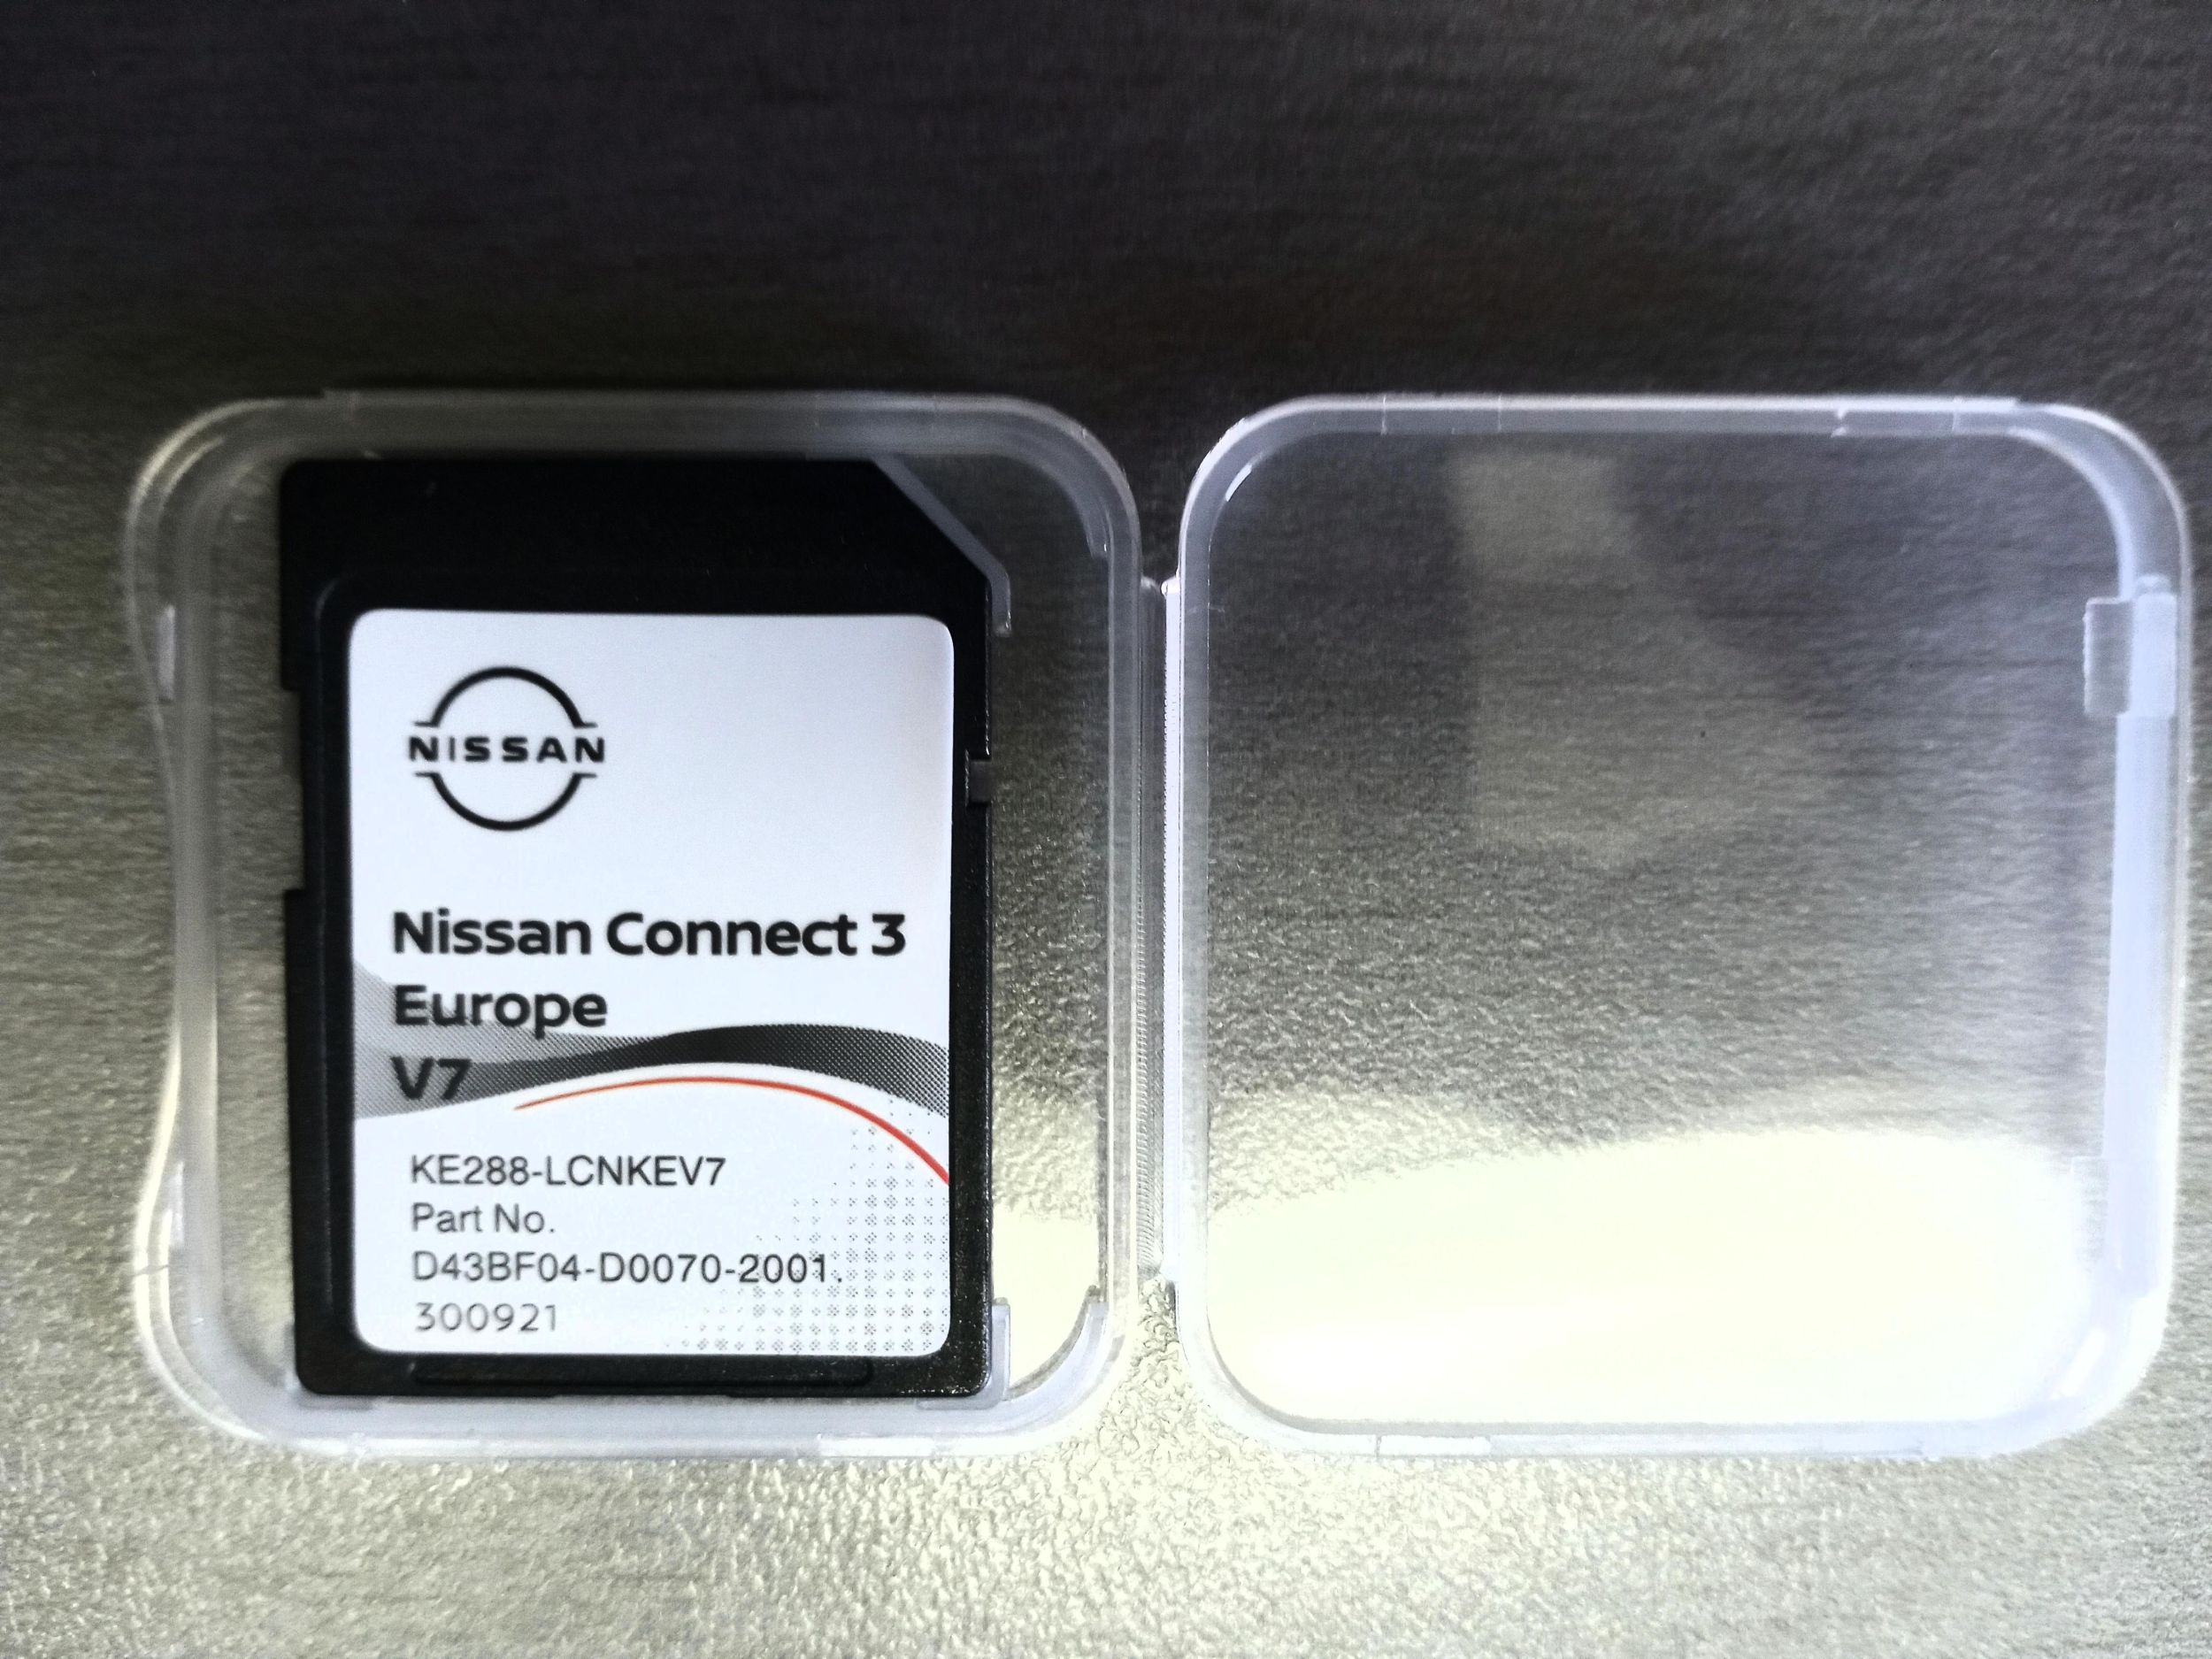 NISSAN
Nissan Connect 3
Europe
V7
KE288-LCNKEV7
Part No.
D43BF04-D0070-2001.
300921